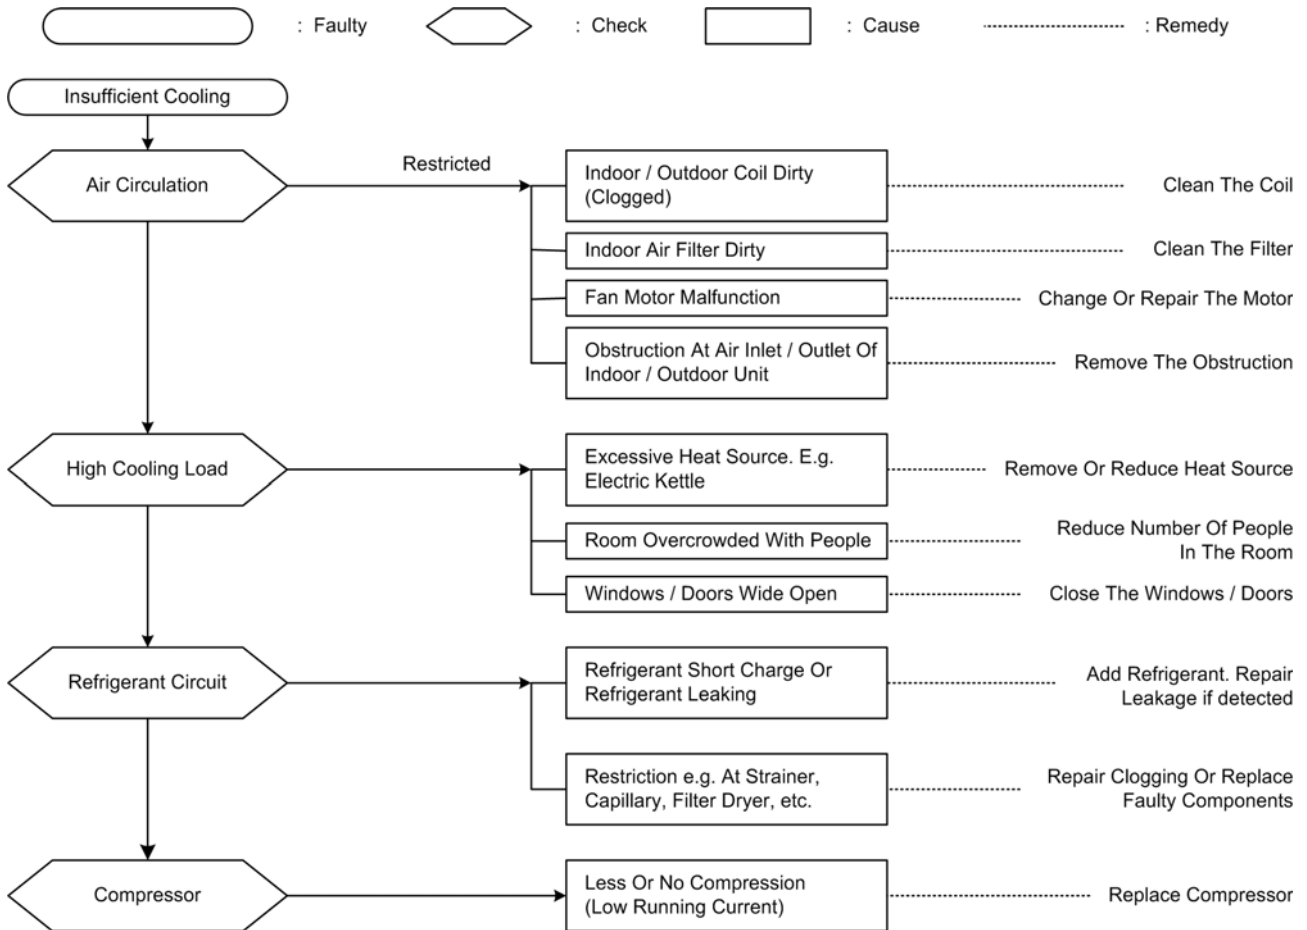 : Faulty
: Check
: Cause
: Remedy
Insufficient Cooling
Air Circulation
Restricted
Indoor / Outdoor Coil Dirty
(Clogged)
Clean The Coil
Indoor Air Filter Dirty
Clean The Filter
Fan Motor Malfunction
Change Or Repair The Motor
Obstruction At Air Inlet / Outlet Of
Indoor / Outdoor Unit
Remove The Obstruction
High Cooling Load
Excessive Heat Source. E.g.
Electric Kettle
Remove Or Reduce Heat Source
Room Overcrowded With People
Reduce Number Of People
In The Room
Windows / Doors Wide Open
Close The Windows / Doors
Refrigerant Circuit
Refrigerant Short Charge Or
Refrigerant Leaking
Add Refrigerant. Repair
Leakage if detected
Restriction e.g. At Strainer,
Capillary, Filter Dryer, etc.
Repair Clogging Or Replace
Faulty Components
Compressor
Less Or No Compression
(Low Running Current)
Replace Compressor